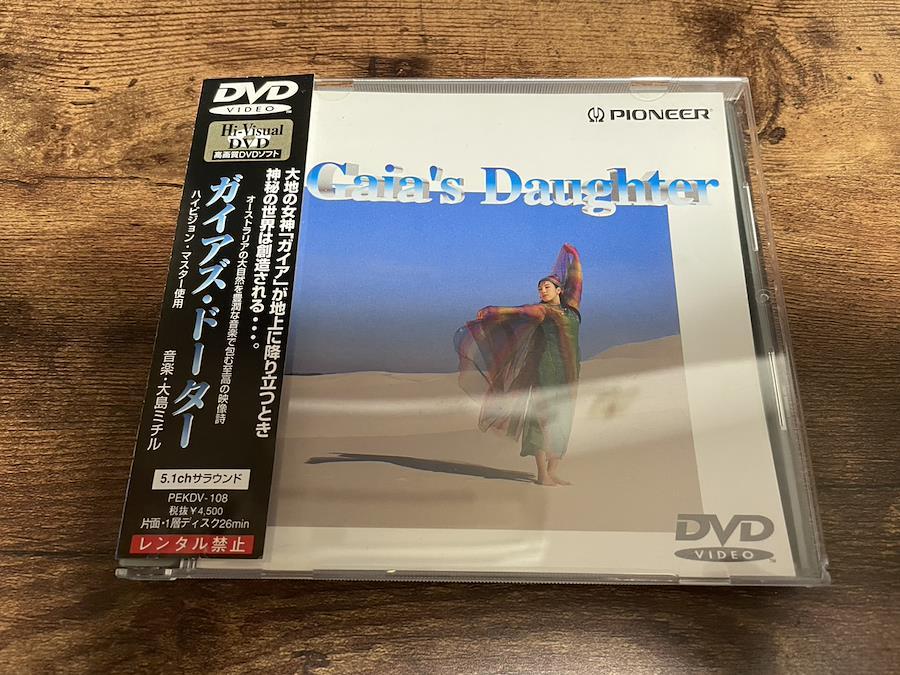 DVD
VIDEO
Hi-Visual
DVD
高画質DVDソフト
大地の女神「ガイア」が地上に降り立つとき
神秘の世界は創造される・・・。
オーストラリアの大自然を豊潤な音楽で包む至高の映像詩
ガイアズ・ドーター
ハイビジョン・マスター使用
音楽・大島ミチル
5.1chサラウンド
PEKDV-108
税抜¥4,500
片面・1層ディスク26min
レンタル禁止
PIONEER
Gaia's Daughter
DVD
VIDEO